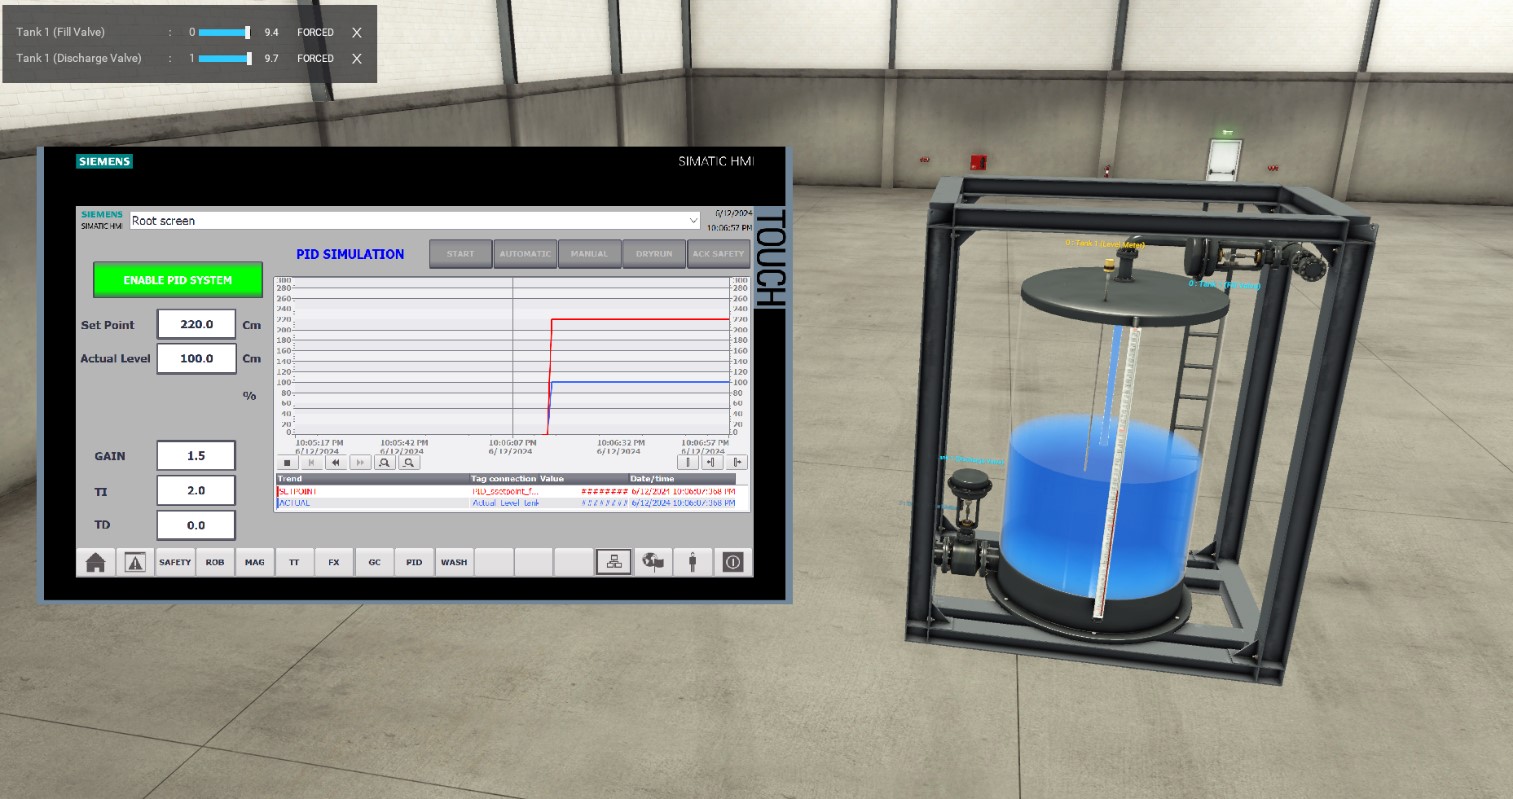 Tank 1 (Fill Valve) : 0 9.4 FORCED X
Tank 1 (Discharge Valve) : 1 9.7 FORCED X
SIEMENS
SIMATIC HMI
TOUCH
SIEMENS
SIMATIC HMI
Root screen
6/12/2024
10:06:57 PM
PID SIMULATION
START AUTOMATIC MANUAL DRYRUN ACK SAFETY
ENABLE PID SYSTEM
Set Point 220.0 Cm
Actual Level 100.0 Cm
%
GAIN 1.5
TI 2.0
TD 0.0
300 300
280 280
260 260
240 240
220 220
200 200
180 180
160 160
140 140
120 120
100 100
80 80
60 60
40 40
20 20
0 0
10:05:17 PM 10:05:42 PM 10:06:07 PM 10:06:32 PM 10:06:57 PM
6/12/2024 6/12/2024 6/12/2024 6/12/2024 6/12/2024
Trend Tag connection Value Date/time
SETPOINT PID_ssetpoint_f... ######## 6/12/2024 10:06:07:368 PM
ACTUAL Actual_Level_tank ######## 6/12/2024 10:06:07:368 PM
SAFETY ROB MAG TT FX GC PID WASH
0 : Tank 1 (Level Meter)
0 : Tank 1 (Fill Valve)